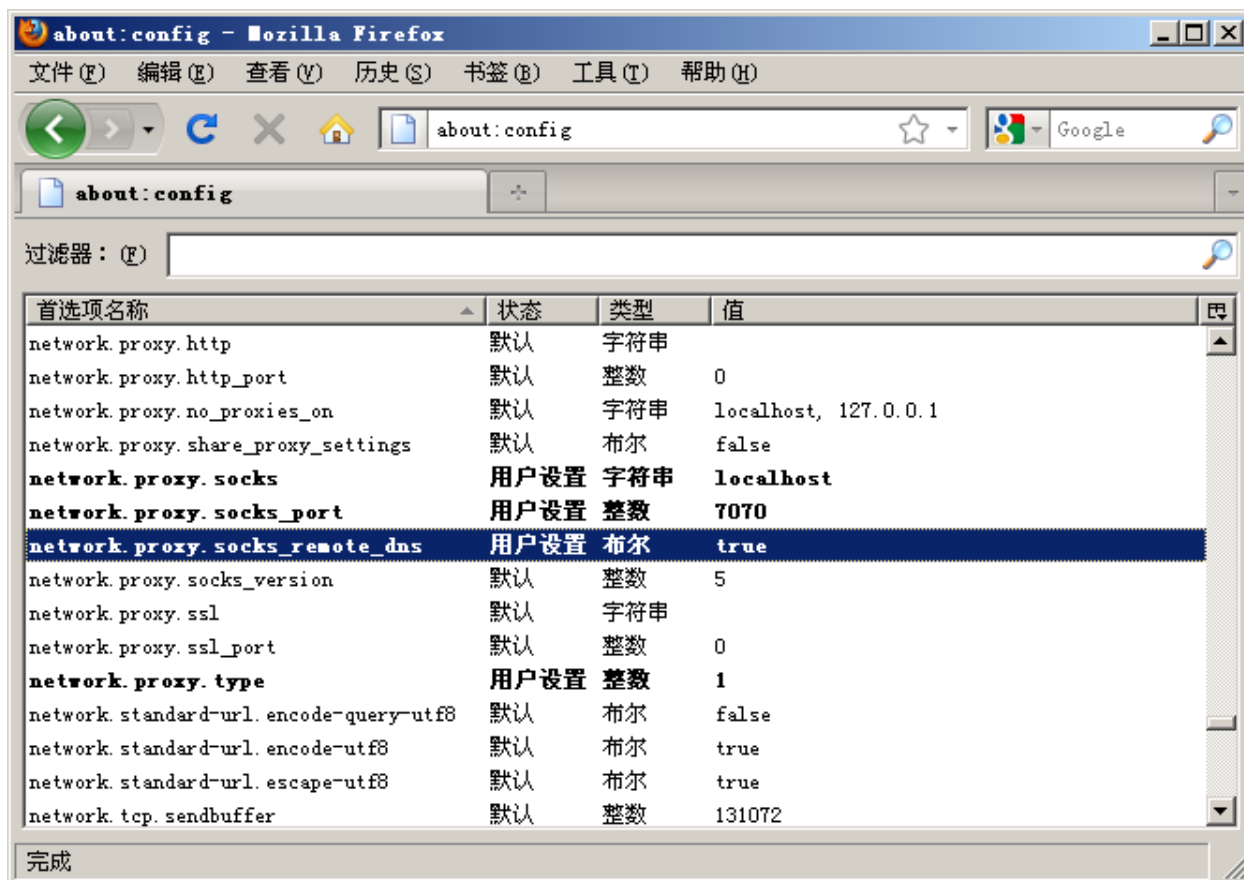 about:config - Mozilla Firefox
文件(F) 编辑(E) 查看(V) 历史(S) 书签(B) 工具(T) 帮助(H)
about:config Google
about:config
过滤器：(F)
首选项名称 状态 类型 值
network.proxy.http 默认 字符串
network.proxy.http_port 默认 整数 0
network.proxy.no_proxies_on 默认 字符串 localhost, 127.0.0.1
network.proxy.share_proxy_settings 默认 布尔 false
network.proxy.socks 用户设置 字符串 localhost
network.proxy.socks_port 用户设置 整数 7070
network.proxy.socks_remote_dns 用户设置 布尔 true
network.proxy.socks_version 默认 整数 5
network.proxy.ssl 默认 字符串
network.proxy.ssl_port 默认 整数 0
network.proxy.type 用户设置 整数 1
network.standard-url.encode-query-utf8 默认 布尔 false
network.standard-url.encode-utf8 默认 布尔 true
network.standard-url.escape-utf8 默认 布尔 true
network.tcp.sendbuffer 默认 整数 131072
完成